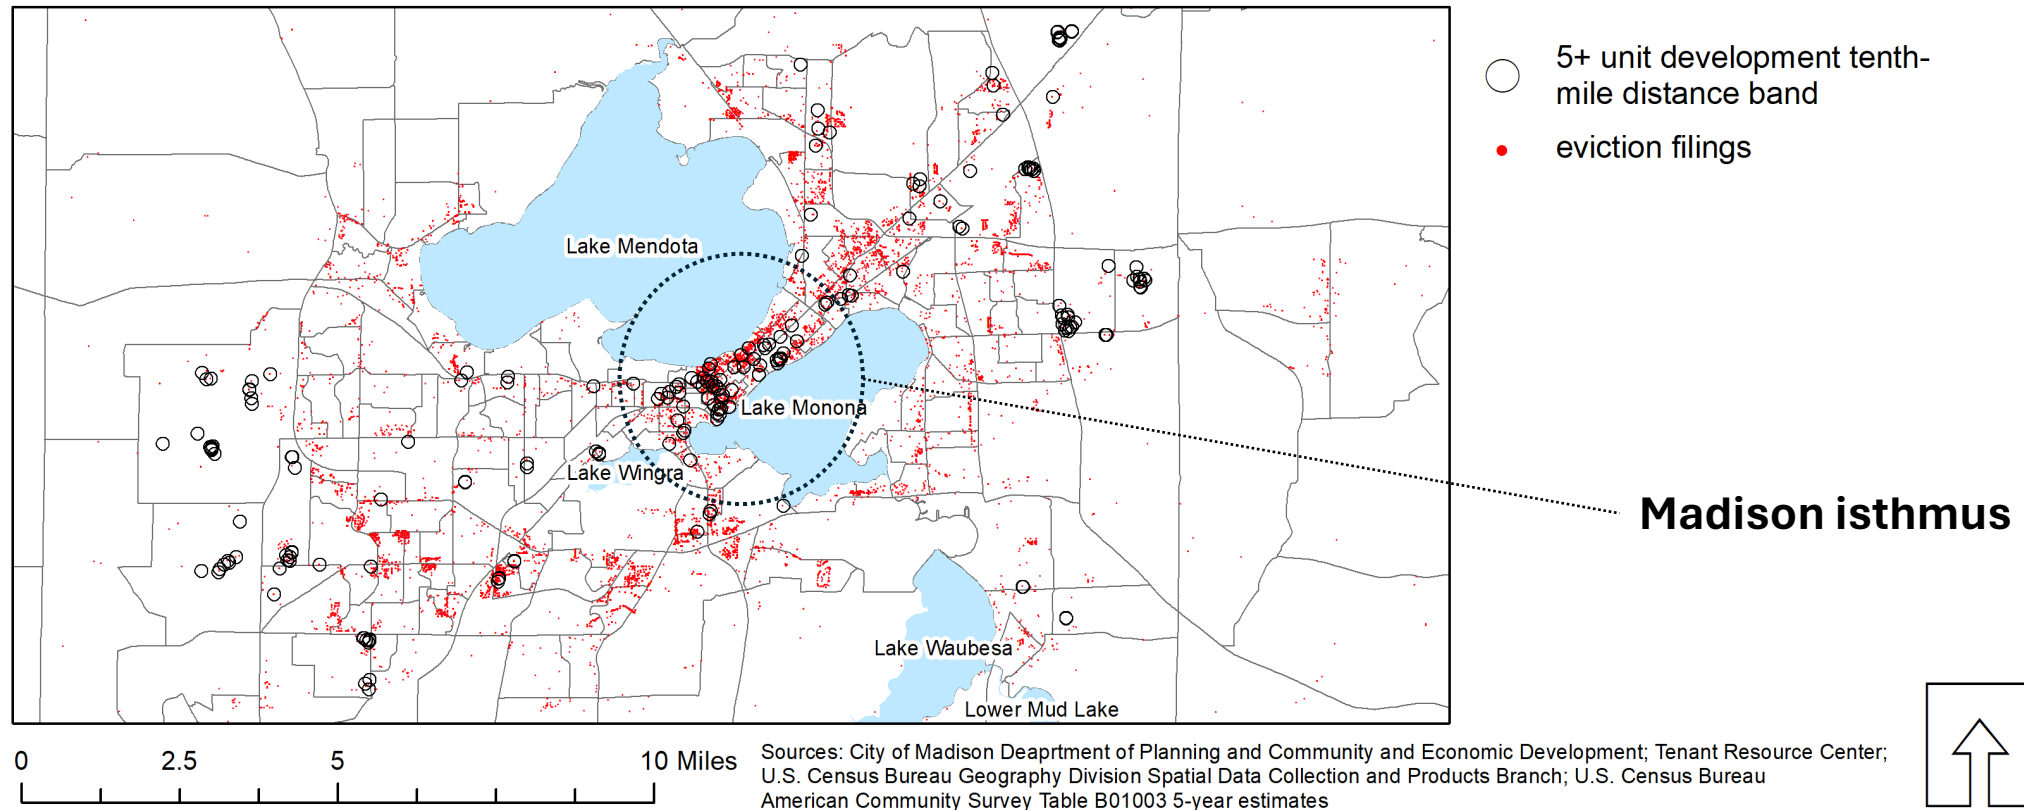 5+ unit development tenth-
mile distance band
eviction filings
Lake Mendota
Lake Monona
Lake Wingra
Madison isthmus
Lake Waubesa
Lower Mud Lake
0 2.5 5 10 Miles
Sources: City of Madison Deaprtment of Planning and Community and Economic Development; Tenant Resource Center;
U.S. Census Bureau Geography Division Spatial Data Collection and Products Branch; U.S. Census Bureau
American Community Survey Table B01003 5-year estimates